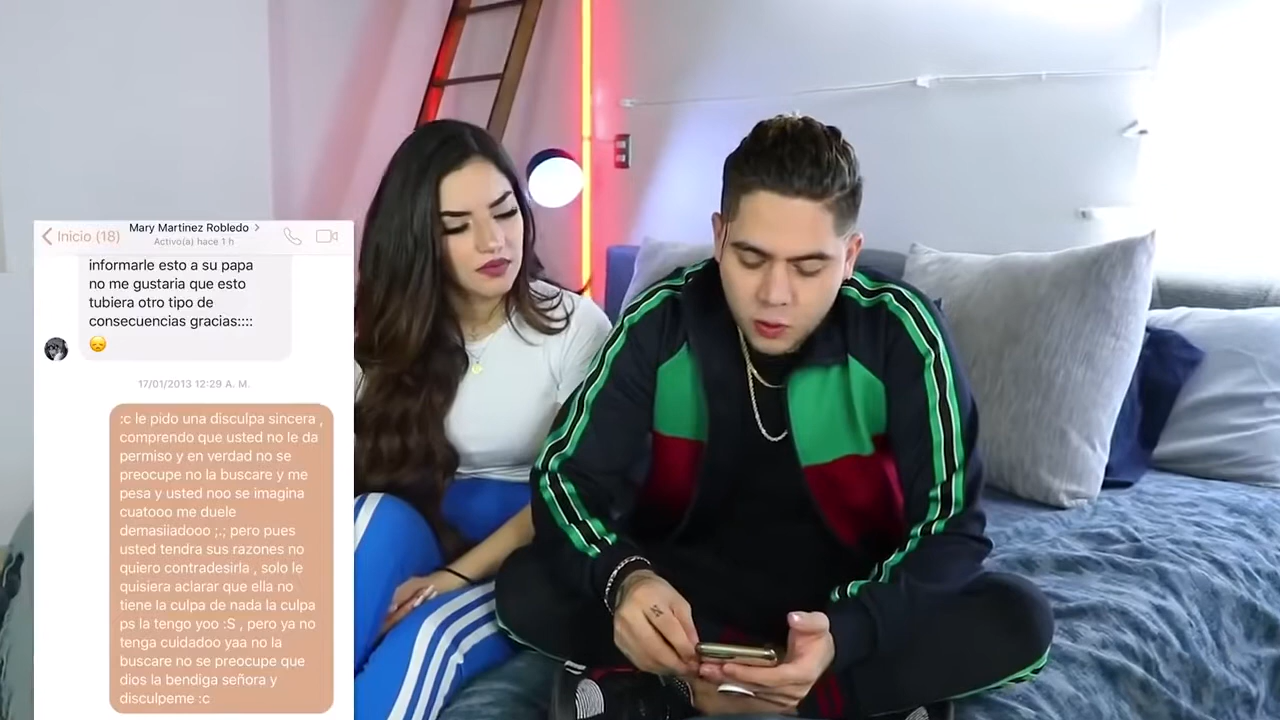 Inicio (18)
Mary Martinez Robledo
Activo(a) hace 1 h
informarle esto a su papa
no me gustaria que esto
tubiera otro tipo de
consecuencias gracias::::
17/01/2013 12:29 A. M.
:c le pido una disculpa sincera ,
comprendo que usted no le da
permiso y en verdad no se
preocupe no la buscare y me
pesa y usted noo se imagina
cuatooo me duele
demasiiadooo ;.; pero pues
usted tendra sus razones no
quiero contradesirla , solo le
quisiera aclarar que ella no
tiene la culpa de nada la culpa
ps la tengo yoo :S , pero ya no
tenga cuidadoo yaa no la
buscare no se preocupe que
dios la bendiga señora y
disculpeme :c